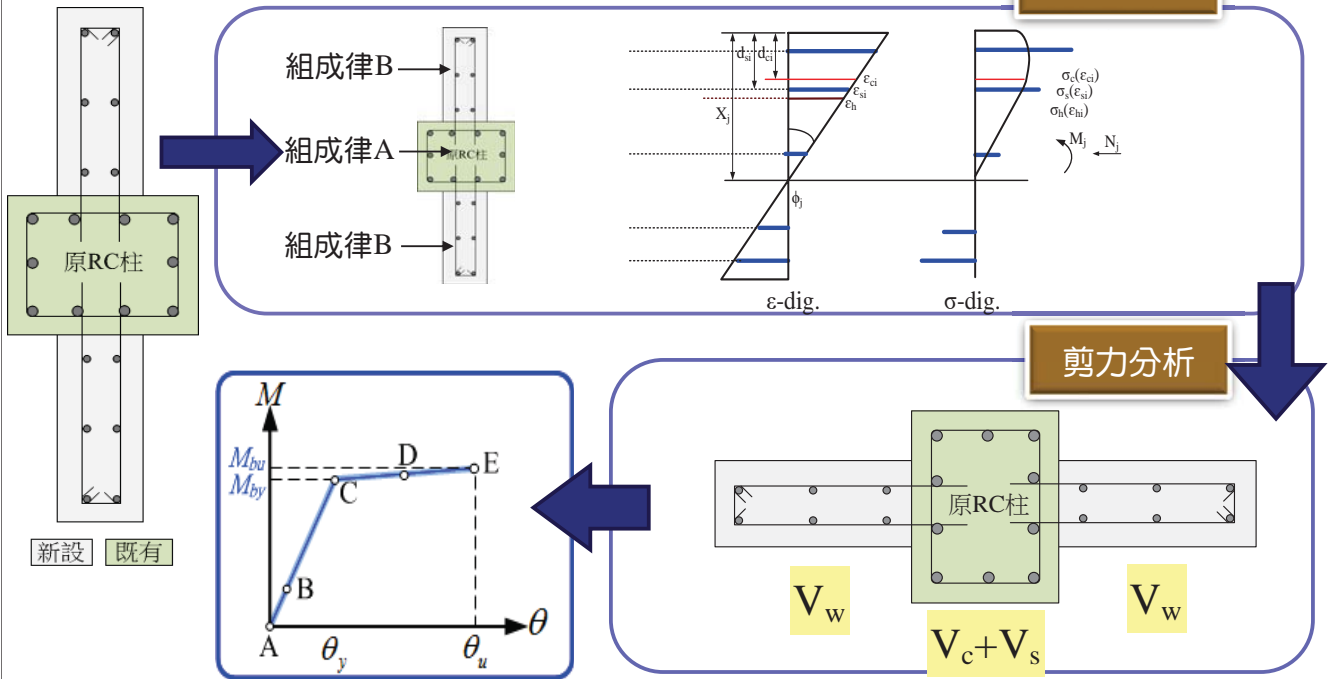 原RC柱
新設
既有
組成律B
組成律A
組成律B
原RC柱
d_si
d_ci
X_j
ε_ci
ε_si
ε_h
ϕ_j
ε-dig.
σ_c(ε_ci)
σ_s(ε_si)
σ_h(ε_hi)
M_j
N_j
σ-dig.
剪力分析
原RC柱
V_w
V_c+V_s
V_w
M
M_bu
M_by
A
B
C
D
E
θ_y
θ_u
θ